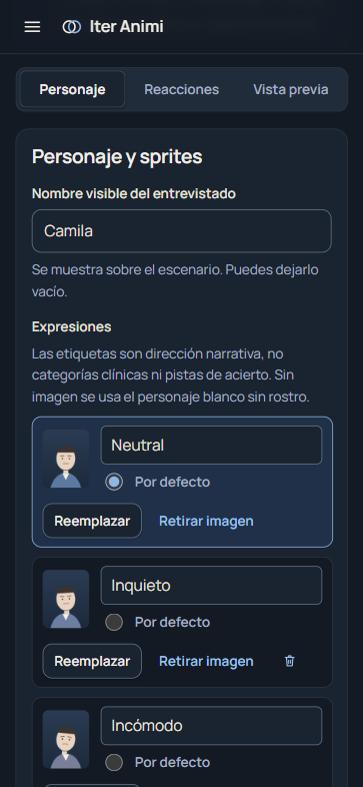 Iter Animi
Personaje
Reacciones
Vista previa
Personaje y sprites
Nombre visible del entrevistado
Camila
Se muestra sobre el escenario. Puedes dejarlo
vacío.
Expresiones
Las etiquetas son dirección narrativa, no
categorías clínicas ni pistas de acierto. Sin
imagen se usa el personaje blanco sin rostro.
Neutral
Por defecto
Reemplazar
Retirar imagen
Inquieto
Por defecto
Reemplazar
Retirar imagen
Incómodo
Por defecto